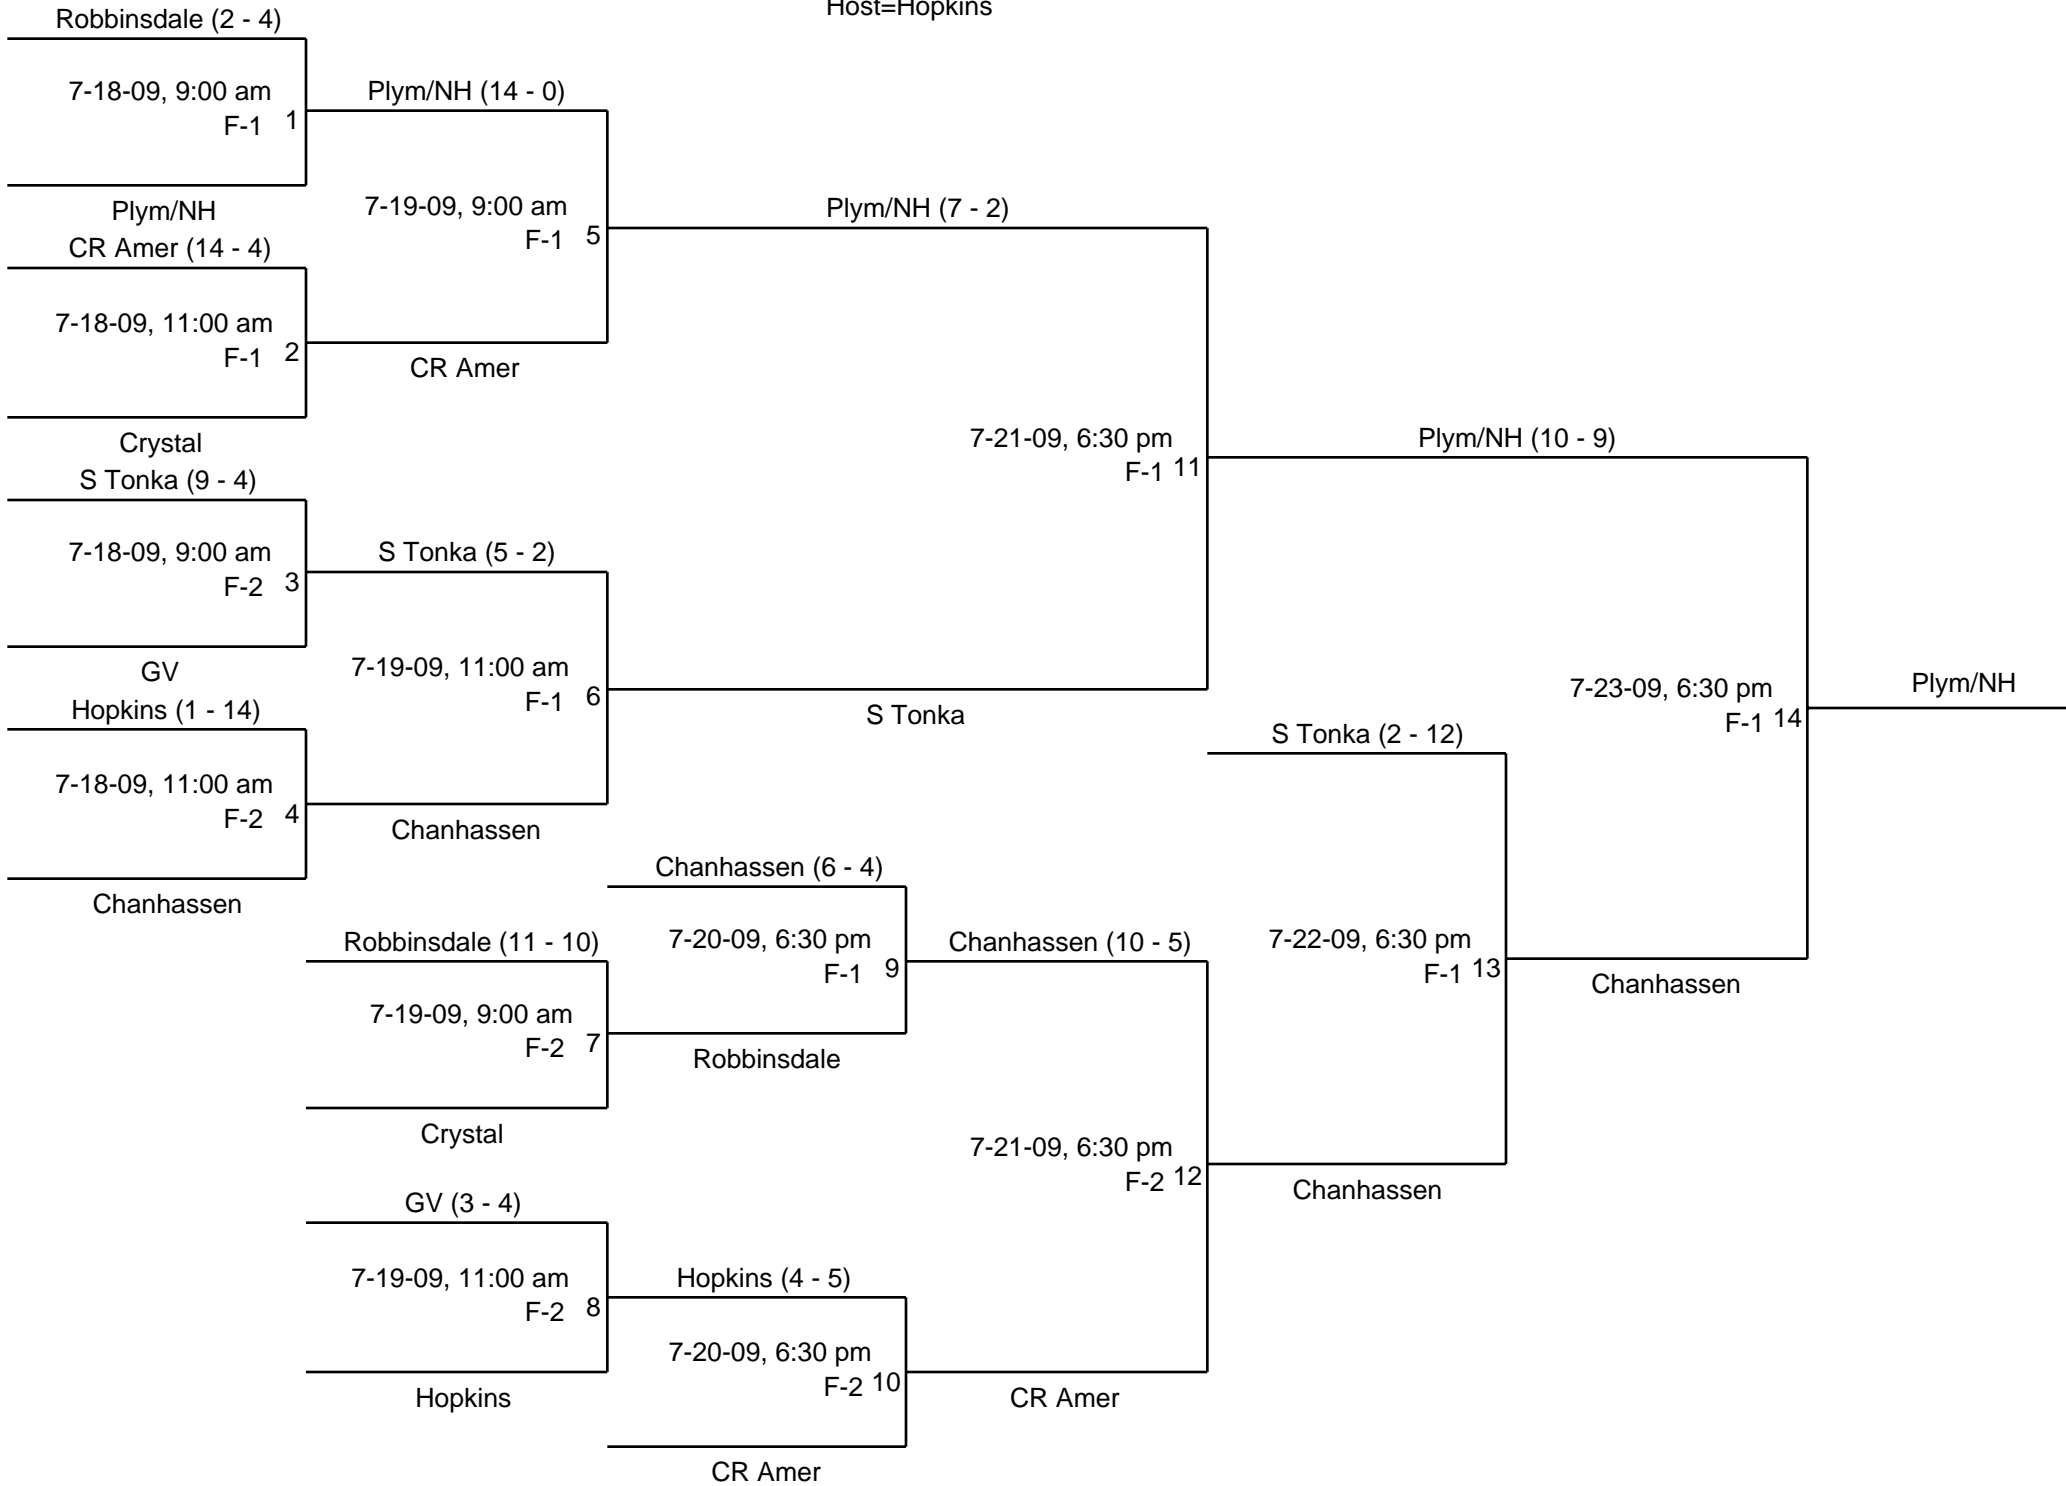 Host=Hopkins
Robbinsdale (2 - 4)
7-18-09, 9:00 am
F-1 1
Plym/NH
CR Amer (14 - 4)
7-18-09, 11:00 am
F-1 2
Crystal
S Tonka (9 - 4)
7-18-09, 9:00 am
F-2 3
GV
Hopkins (1 - 14)
7-18-09, 11:00 am
F-2 4
Chanhassen
Plym/NH (14 - 0)
7-19-09, 9:00 am
F-1 5
CR Amer
S Tonka (5 - 2)
7-19-09, 11:00 am
F-1 6
Chanhassen
Robbinsdale (11 - 10)
7-19-09, 9:00 am
F-2 7
Crystal
GV (3 - 4)
7-19-09, 11:00 am
F-2 8
Hopkins
Plym/NH (7 - 2)
7-21-09, 6:30 pm
F-1 11
S Tonka
Chanhassen (6 - 4)
7-20-09, 6:30 pm
F-1 9
Robbinsdale
Hopkins (4 - 5)
7-20-09, 6:30 pm
F-2 10
CR Amer
Chanhassen (10 - 5)
7-21-09, 6:30 pm
F-2 12
CR Amer
Plym/NH (10 - 9)
7-23-09, 6:30 pm
F-1 14
Chanhassen
S Tonka (2 - 12)
7-22-09, 6:30 pm
F-1 13
Chanhassen
Plym/NH